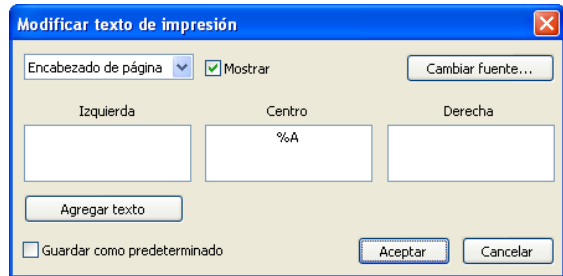 Modificar texto de impresión
Encabezado de página Mostrar Cambiar fuente...
Izquierda Centro Derecha
%A
Agregar texto
Guardar como predeterminado Aceptar Cancelar